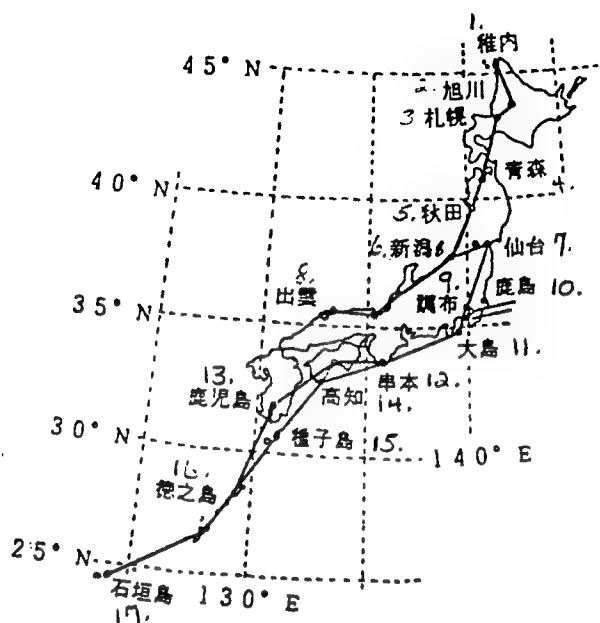 1.
稚内
45° N
2. 旭川
3 札幌
青森
4.
40° N
5. 秋田
6. 新潟
仙台 7.
8.
出雲
9.
調布
鹿島 10.
35° N
大島 11.
13.
鹿児島
高知
串本 12.
14.
30° N
種子島 15.
140° E
16.
徳之島
25° N
石垣島
130° E
17.